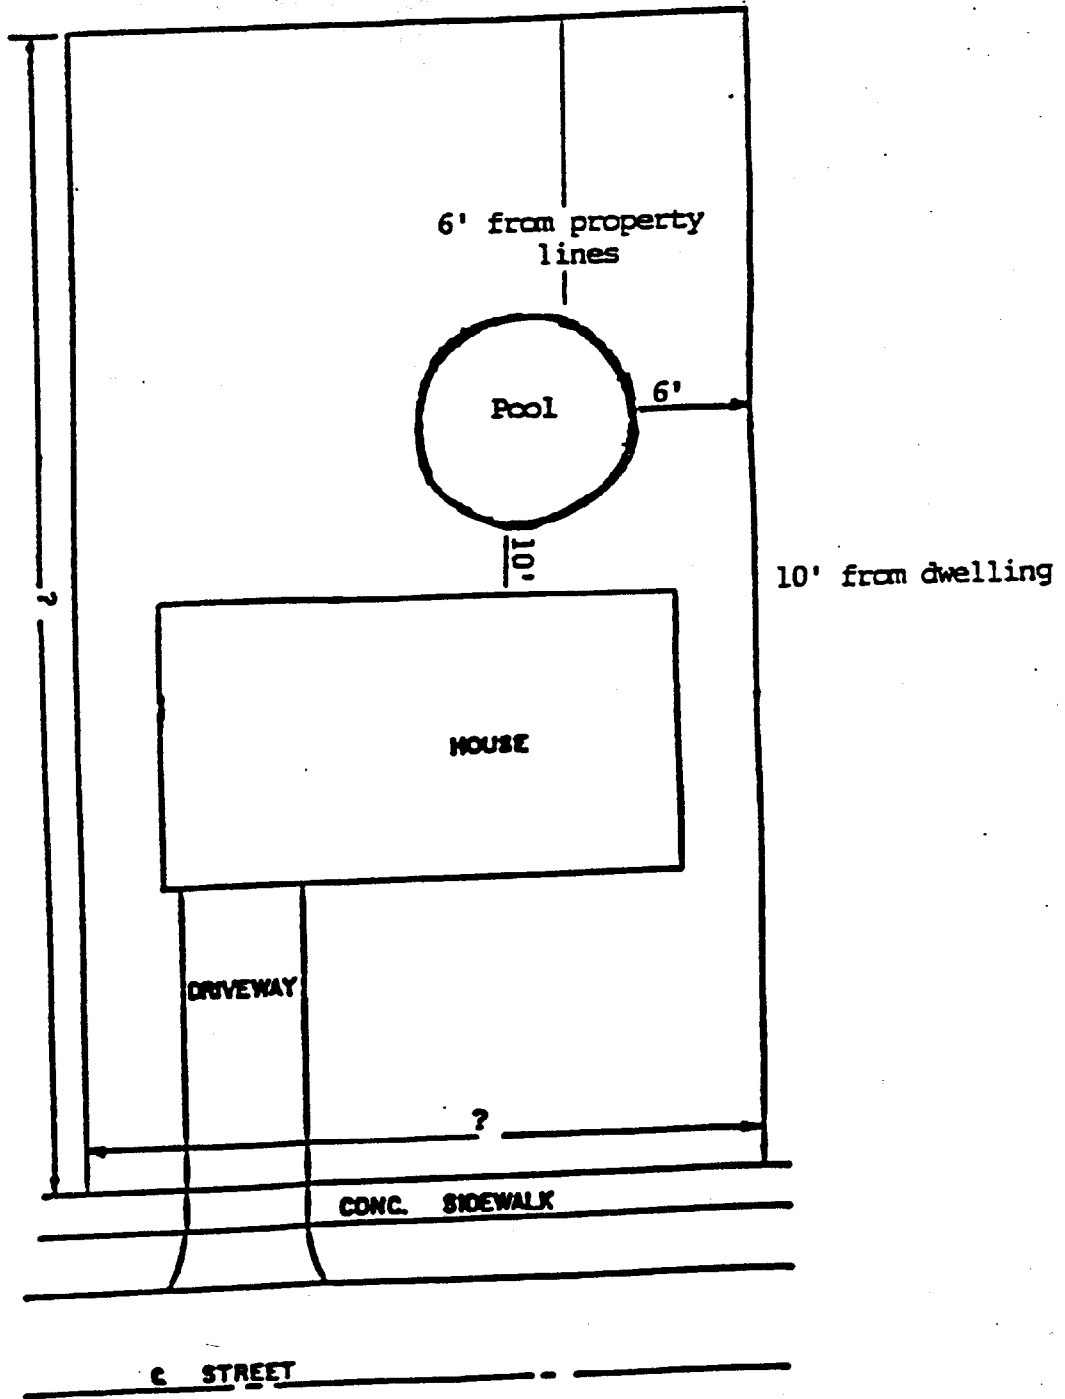 6' from property
lines
Pool
6'
10'
10' from dwelling
?
HOUSE
DRIVEWAY
?
CONC. SIDEWALK
C STREET